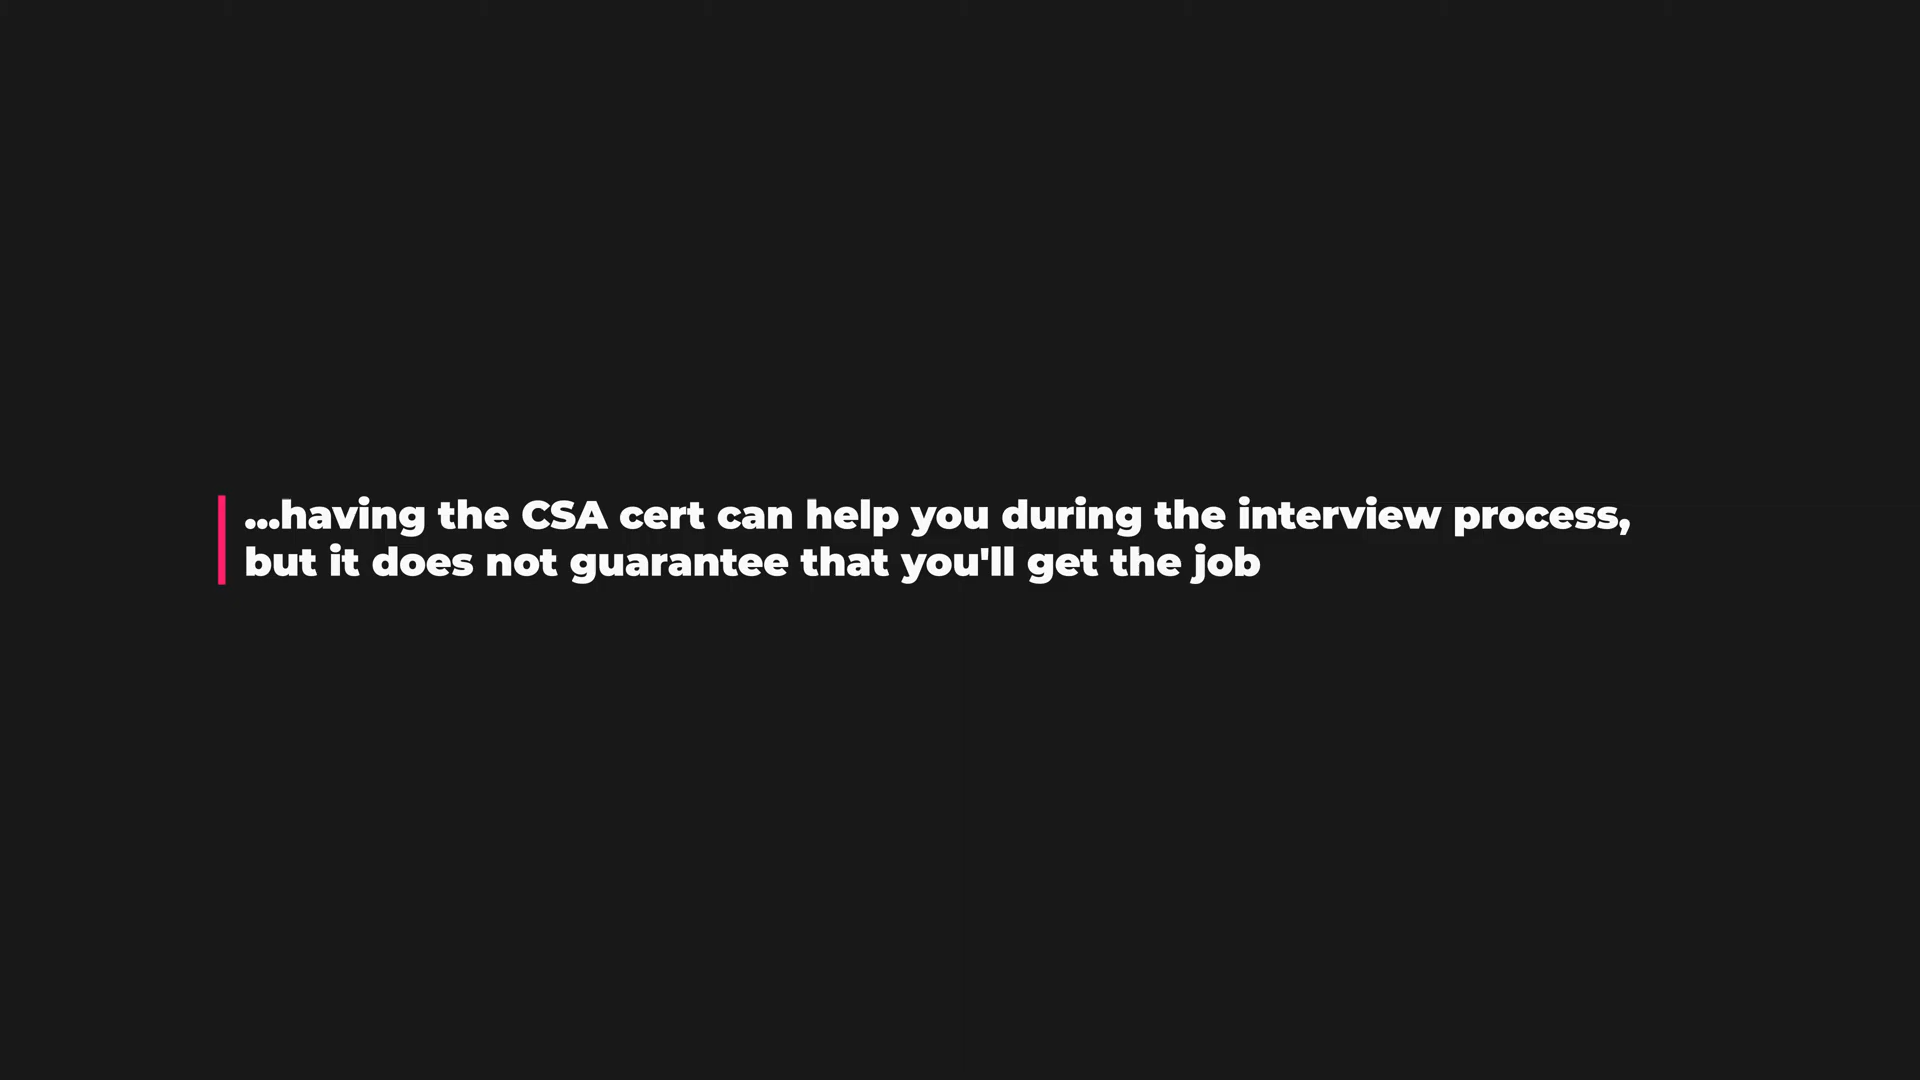 ...having the CSA cert can help you during the interview process,
but it does not guarantee that you'll get the job